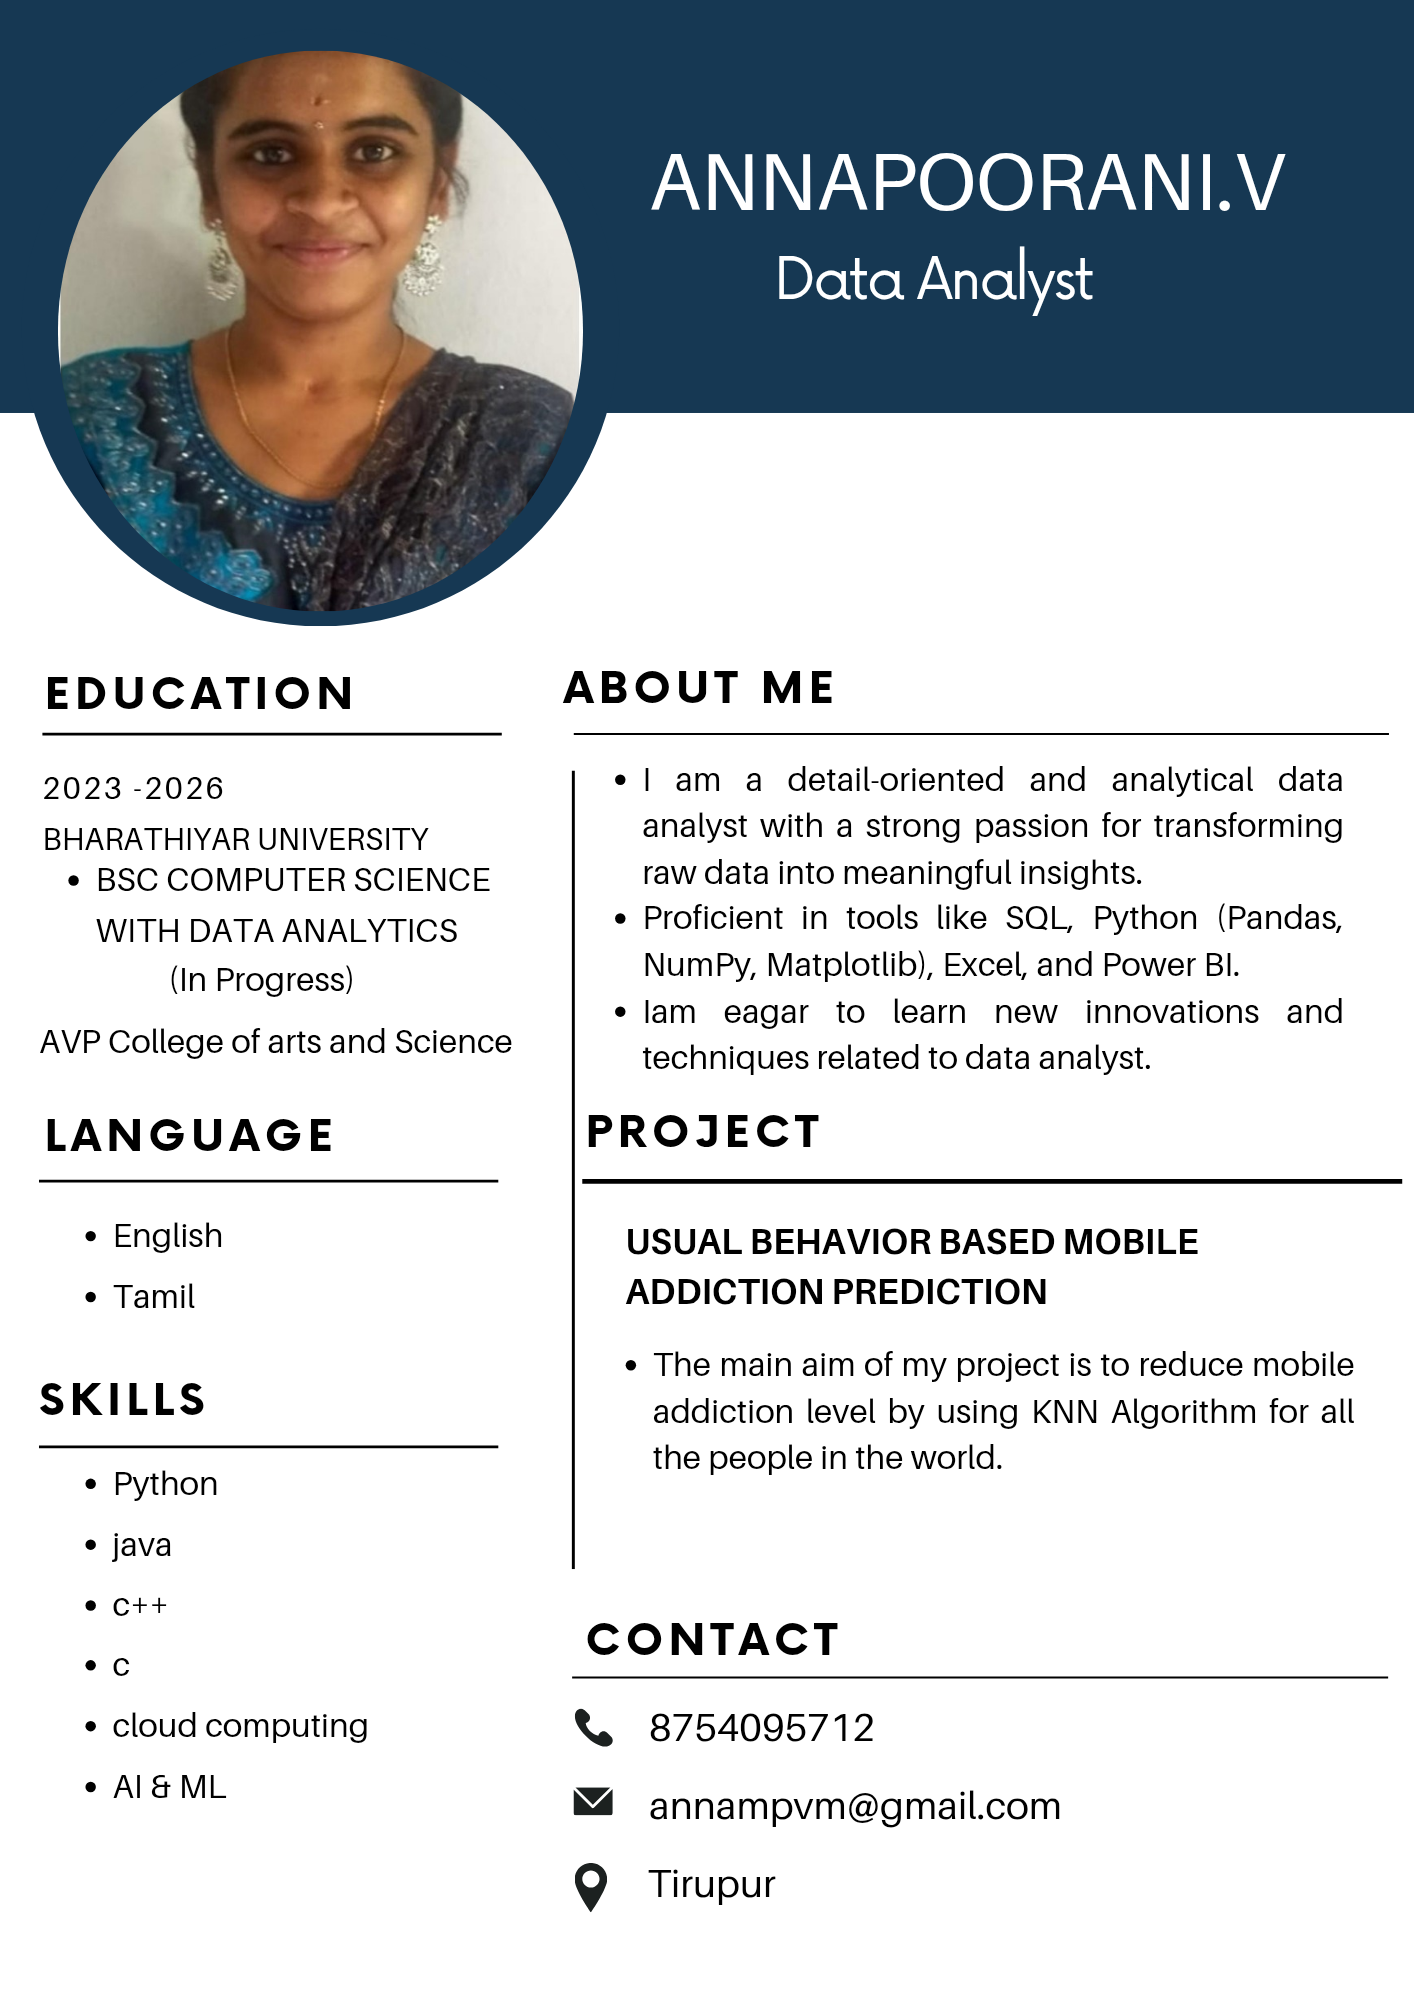 ANNAPOORANI.V
Data Analyst
EDUCATION
2023 -2026
BHARATHIYAR UNIVERSITY
• BSC COMPUTER SCIENCE
WITH DATA ANALYTICS
(In Progress)
AVP College of arts and Science
LANGUAGE
• English
• Tamil
SKILLS
• Python
• java
• c++
• c
• cloud computing
• AI & ML
ABOUT ME
• I am a detail-oriented and analytical data
analyst with a strong passion for transforming
raw data into meaningful insights.
• Proficient in tools like SQL, Python (Pandas,
NumPy, Matplotlib), Excel, and Power BI.
• Iam eagar to learn new innovations and
techniques related to data analyst.
PROJECT
USUAL BEHAVIOR BASED MOBILE
ADDICTION PREDICTION
• The main aim of my project is to reduce mobile
addiction level by using KNN Algorithm for all
the people in the world.
CONTACT
8754095712
annampvm@gmail.com
Tirupur